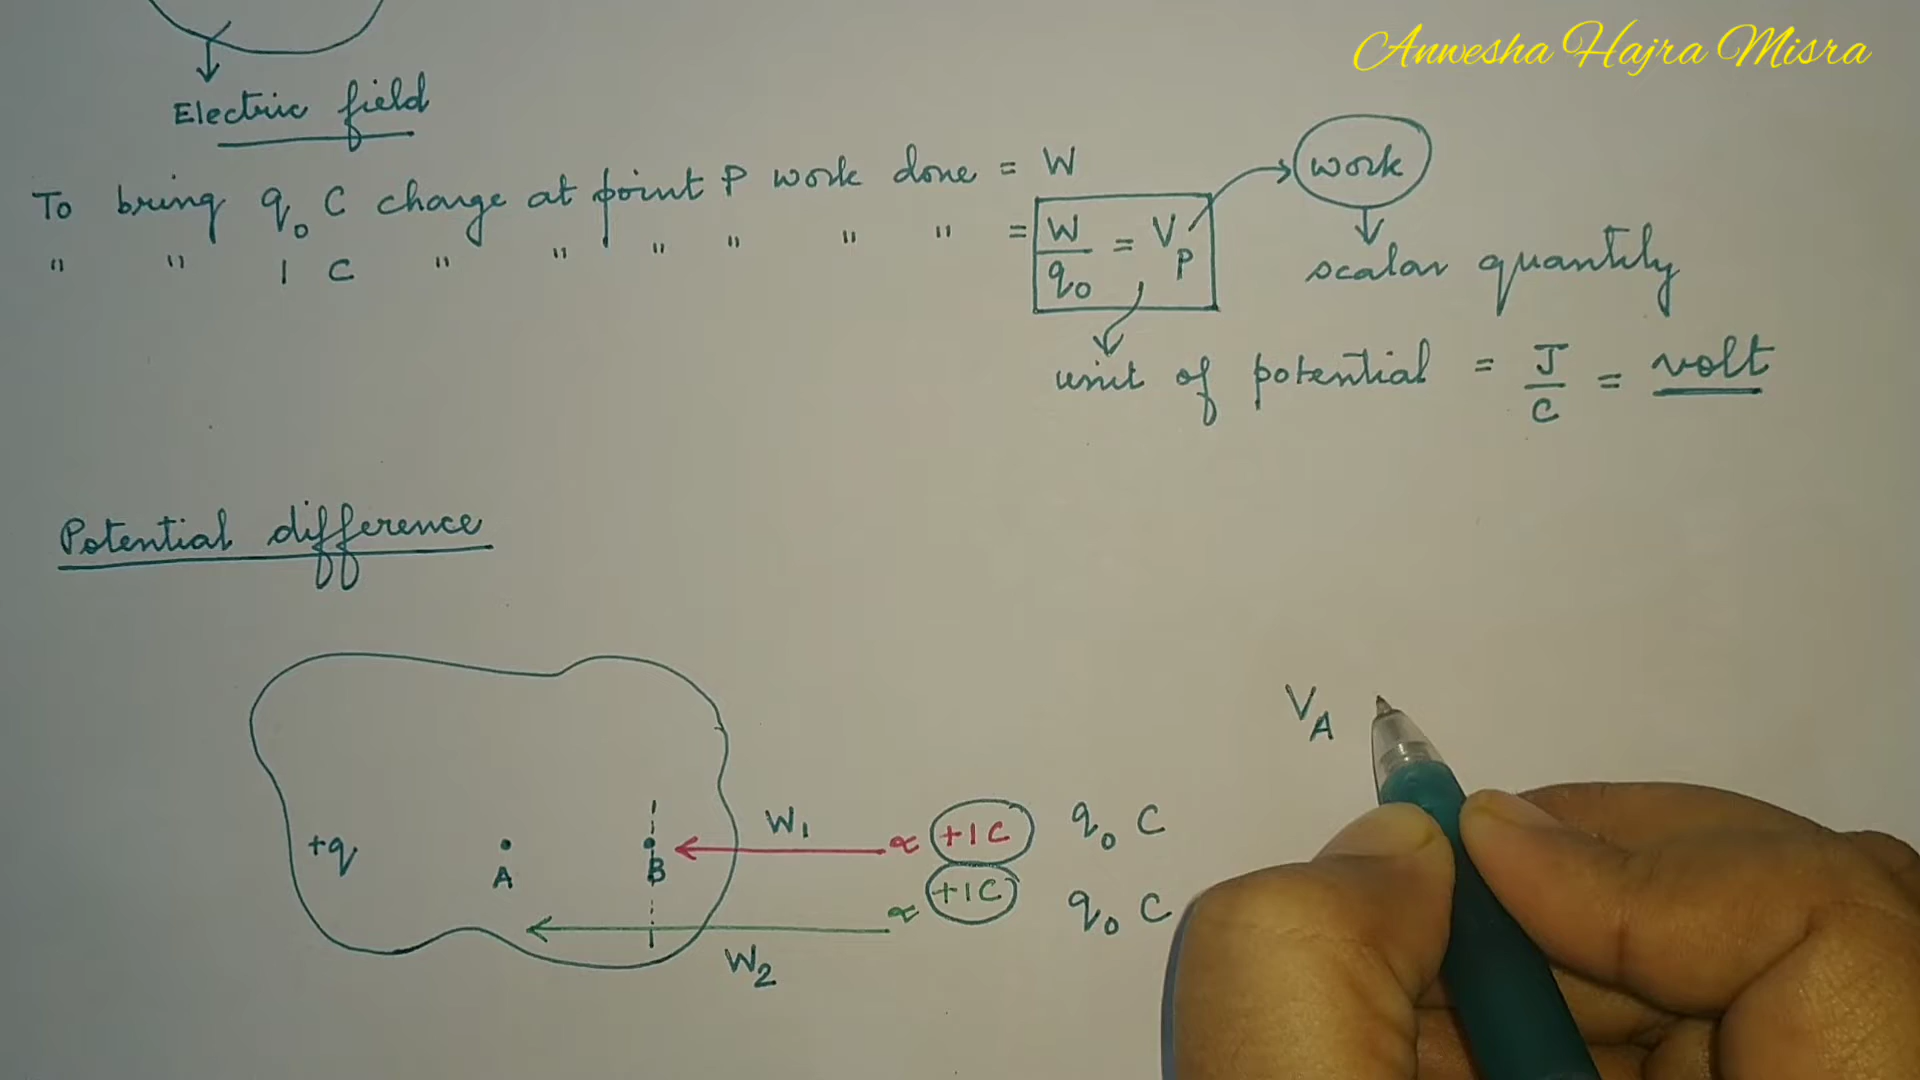 Anwesha Hajra Misra
Electric field
To bring q₀ C charge at point P work done = W
" " 1 C " " " " " " = W/q₀ = V_P
work
scalar quantity
unit of potential = J/C = volt
Potential difference
V_A
+q A B W₁ ∝ +1C q₀ C
W₂ ∝ +1C q₀ C